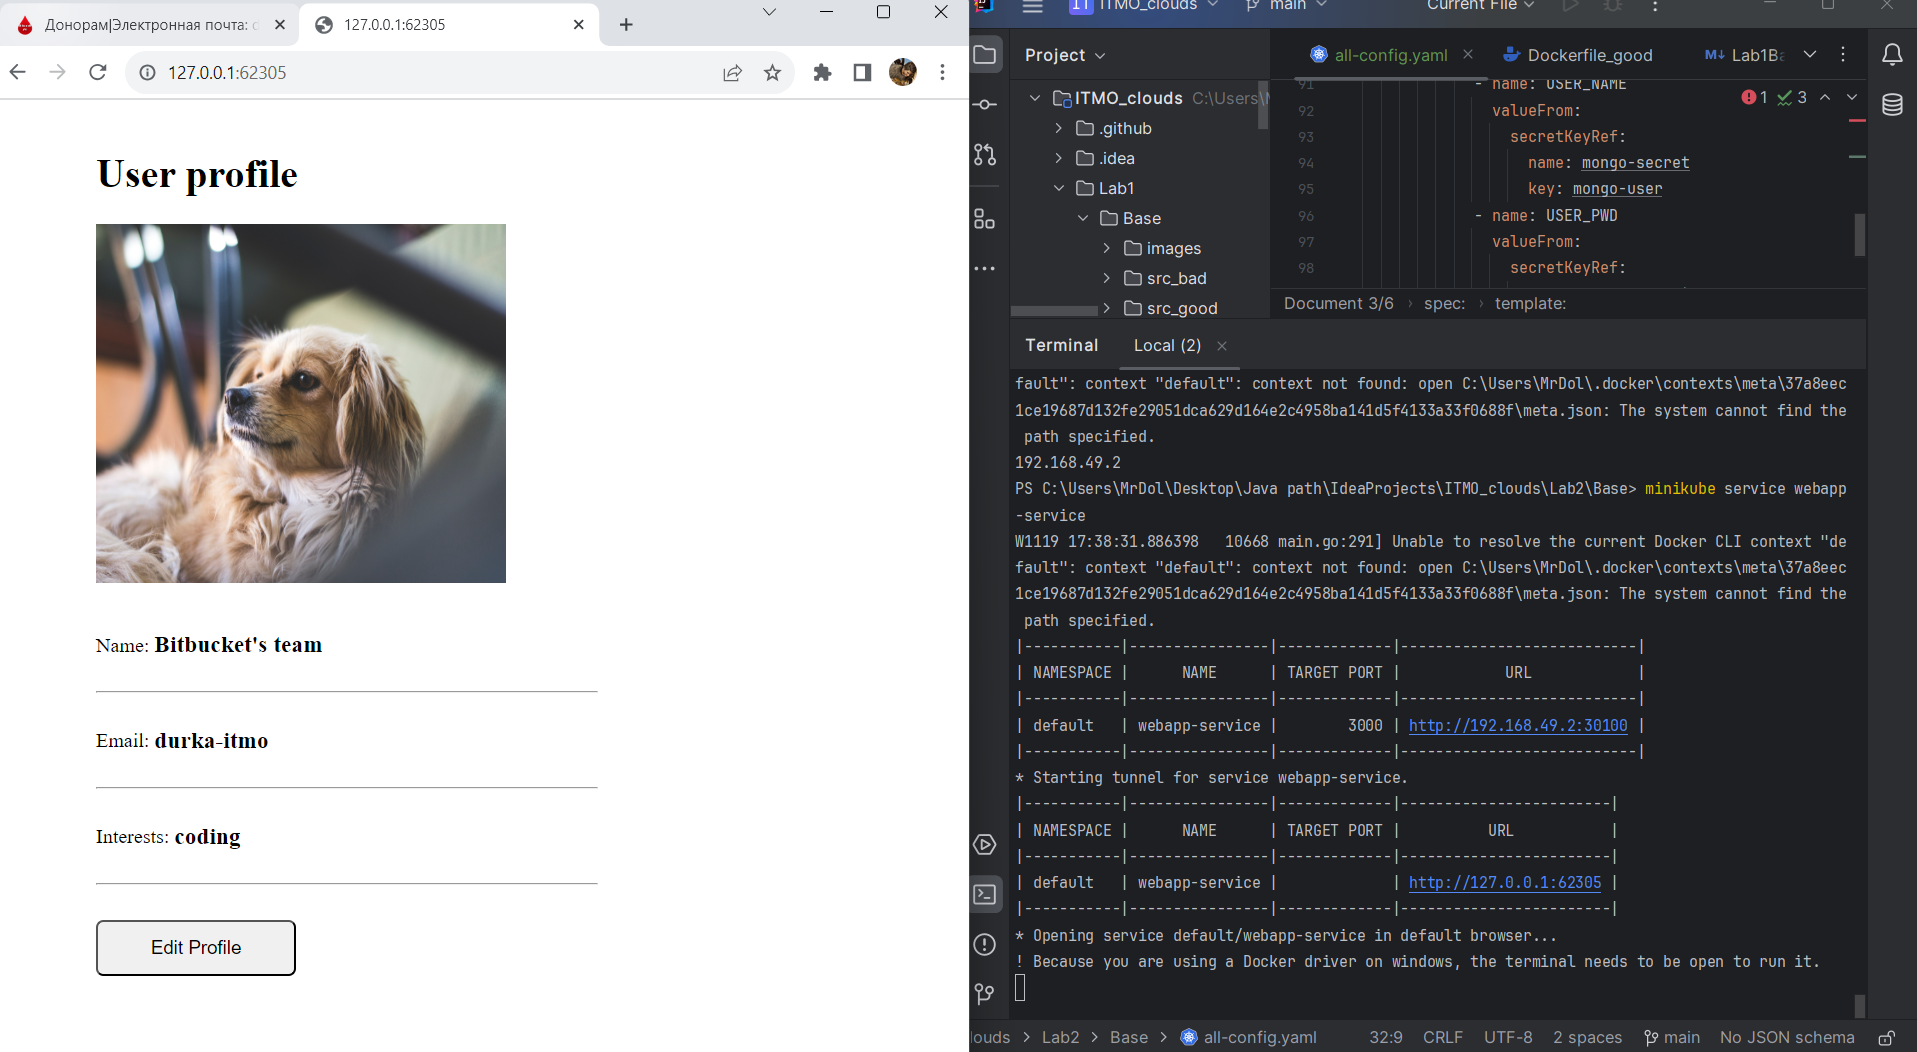 Донорам|Электронная почта:
127.0.0.1:62305
127.0.0.1:62305
User profile
Name: Bitbucket's team
Email: durka-itmo
Interests: coding
Edit Profile
IT ITMO_clouds
main
Current File
Project
all-config.yaml
Dockerfile_good
M↓ Lab1Ba
ITMO_clouds C:\Users\
.github
.idea
Lab1
Base
images
src_bad
src_good
91 - name: USER_NAME
92 valueFrom:
93 secretKeyRef:
94 name: mongo-secret
95 key: mongo-user
96 - name: USER_PWD
97 valueFrom:
98 secretKeyRef:
1 3
Document 3/6 › spec: › template:
Terminal Local (2)
fault": context "default": context not found: open C:\Users\MrDol\.docker\contexts\meta\37a8eec
1ce19687d132fe29051dca629d164e2c4958ba141d5f4133a33f0688f\meta.json: The system cannot find the
path specified.
192.168.49.2
PS C:\Users\MrDol\Desktop\Java path\IdeaProjects\ITMO_clouds\Lab2\Base> minikube service webapp
-service
W1119 17:38:31.886398 10668 main.go:291] Unable to resolve the current Docker CLI context "de
fault": context "default": context not found: open C:\Users\MrDol\.docker\contexts\meta\37a8eec
1ce19687d132fe29051dca629d164e2c4958ba141d5f4133a33f0688f\meta.json: The system cannot find the
path specified.
|-----------|----------------|-------------|---------------------------|
| NAMESPACE | NAME | TARGET PORT | URL |
|-----------|----------------|-------------|---------------------------|
| default | webapp-service | 3000 | http://192.168.49.2:30100 |
|-----------|----------------|-------------|---------------------------|
* Starting tunnel for service webapp-service.
|-----------|----------------|-------------|------------------------|
| NAMESPACE | NAME | TARGET PORT | URL |
|-----------|----------------|-------------|------------------------|
| default | webapp-service | | http://127.0.0.1:62305 |
|-----------|----------------|-------------|------------------------|
* Opening service default/webapp-service in default browser...
! Because you are using a Docker driver on windows, the terminal needs to be open to run it.
louds > Lab2 > Base > all-config.yaml 32:9 CRLF UTF-8 2 spaces main No JSON schema